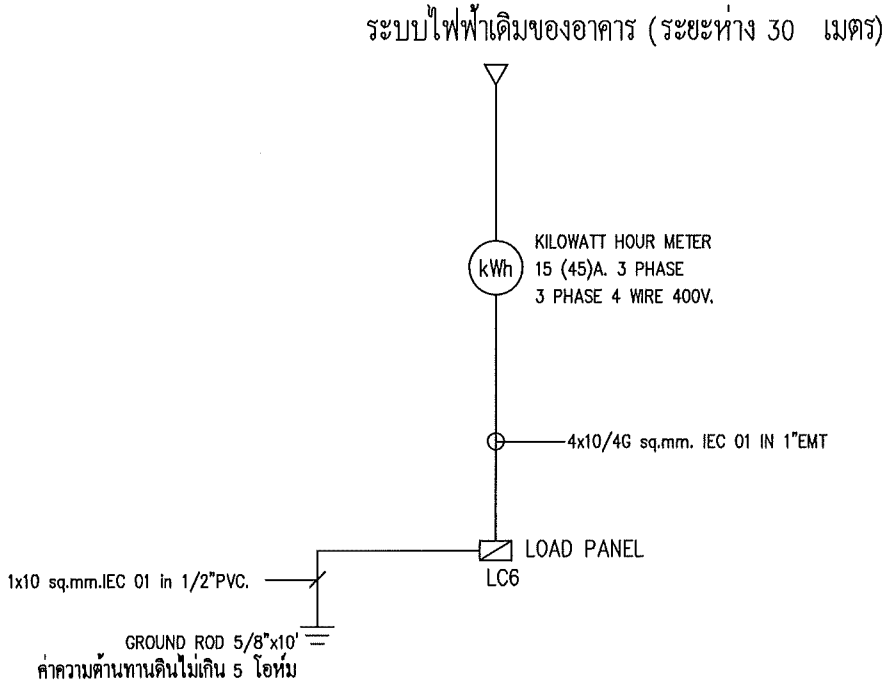 ระบบไฟฟ้าเดิมของอาคาร (ระยะห่าง 30 เมตร)
kWh
KILOWATT HOUR METER
15 (45)A. 3 PHASE
3 PHASE 4 WIRE 400V.
4x10/4G sq.mm. IEC 01 IN 1"EMT
LOAD PANEL
LC6
1x10 sq.mm.IEC 01 in 1/2"PVC.
GROUND ROD 5/8"x10'
ค่าความต้านทานดินไม่เกิน 5 โอห์ม